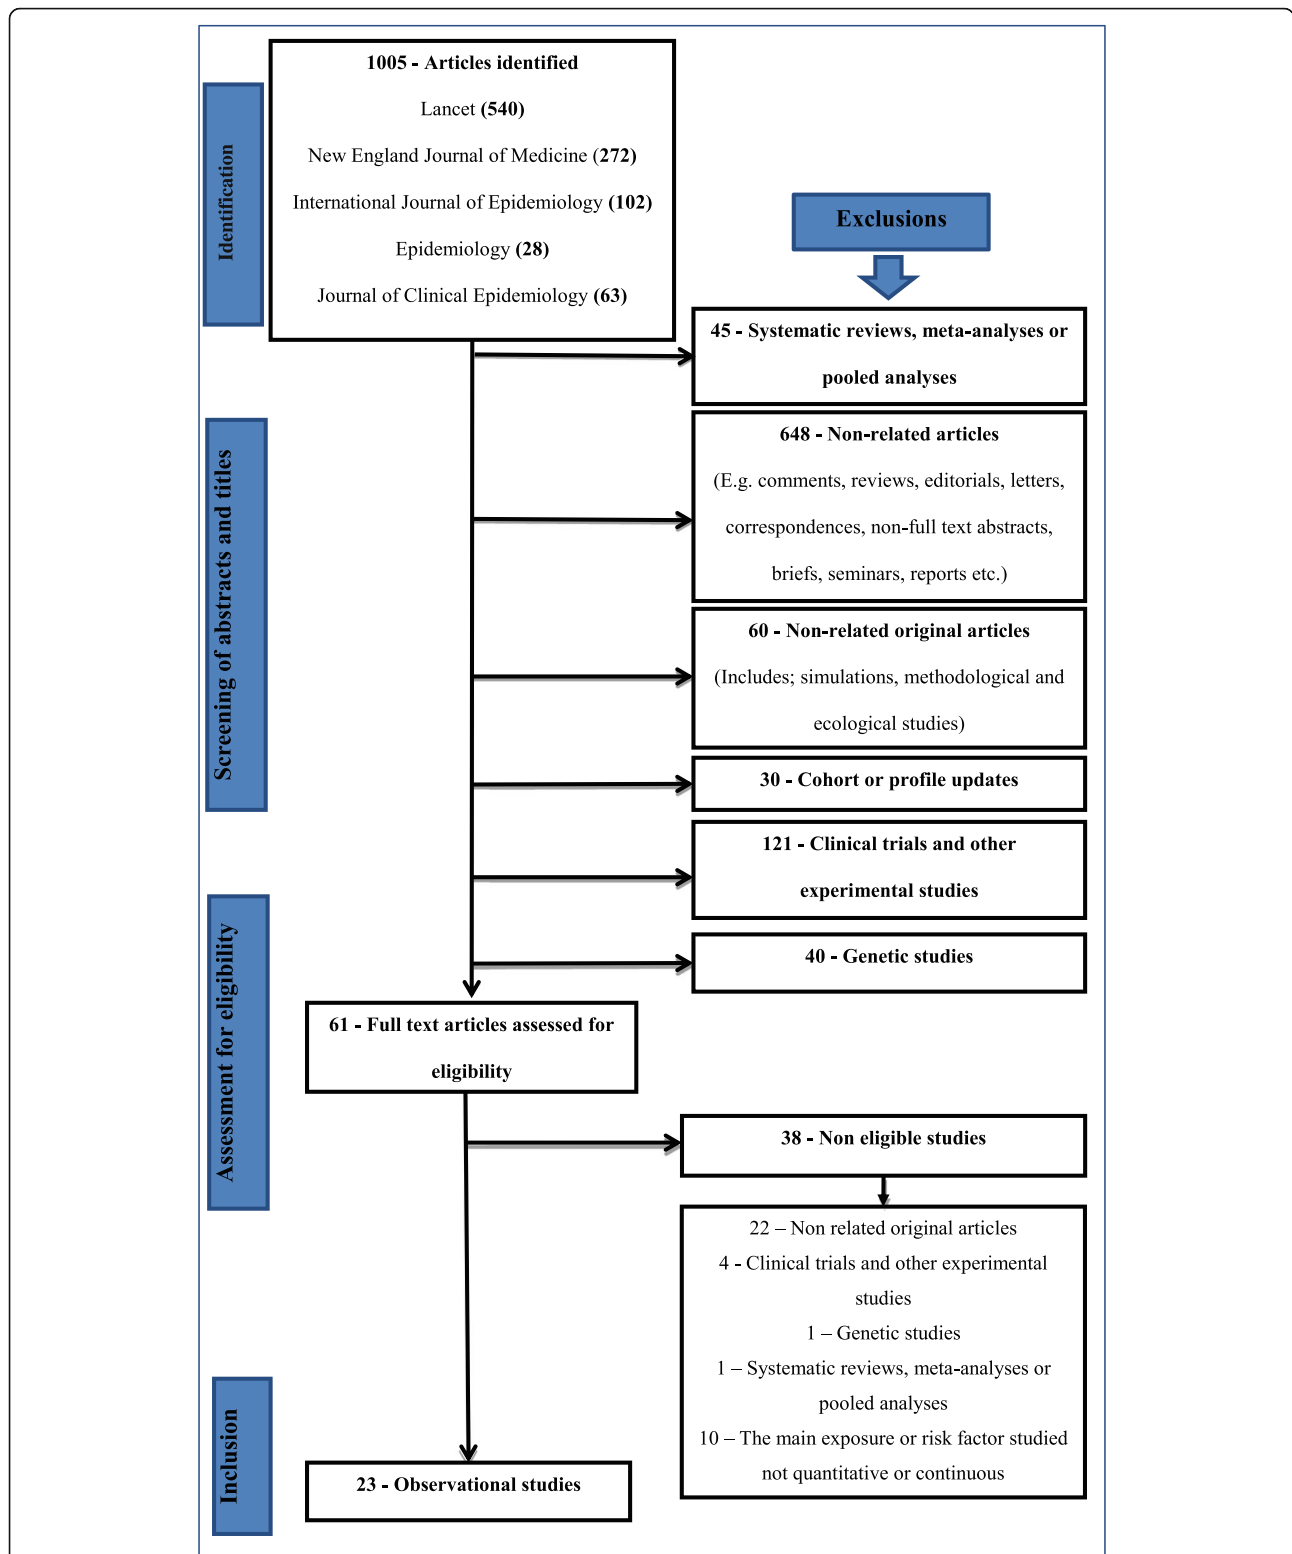 1005 - Articles identified
Lancet (540)
New England Journal of Medicine (272)
International Journal of Epidemiology (102)
Epidemiology (28)
Journal of Clinical Epidemiology (63)
Identification
Exclusions
45 - Systematic reviews, meta-analyses or
pooled analyses
Screening of abstracts and titles
648 - Non-related articles
(E.g. comments, reviews, editorials, letters,
correspondences, non-full text abstracts,
briefs, seminars, reports etc.)
60 - Non-related original articles
(Includes; simulations, methodological and
ecological studies)
30 - Cohort or profile updates
121 - Clinical trials and other
experimental studies
40 - Genetic studies
Assessment for eligibility
61 - Full text articles assessed for
eligibility
38 - Non eligible studies
22 – Non related original articles
4 - Clinical trials and other experimental
studies
1 – Genetic studies
1 – Systematic reviews, meta-analyses or
pooled analyses
10 – The main exposure or risk factor studied
not quantitative or continuous
Inclusion
23 - Observational studies